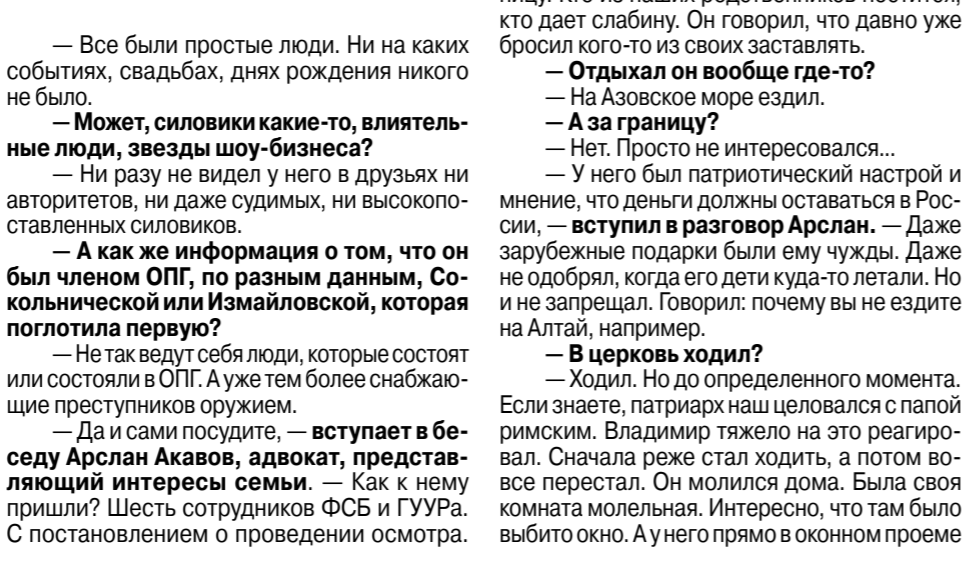 — Все были простые люди. Ни на каких
событиях, свадьбах, днях рождения никого
не было.
— Может, силовики какие-то, влиятель-
ные люди, звезды шоу-бизнеса?
— Ни разу не видел у него в друзьях ни
авторитетов, ни даже судимых, ни высокопо-
ставленных силовиков.
— А как же информация о том, что он
был членом ОПГ, по разным данным, Со-
кольнической или Измайловской, которая
поглотила первую?
— Не так ведут себя люди, которые состоят
или состояли в ОПГ. А уже тем более снабжаю-
щие преступников оружием.
— Да и сами посудите, — вступает в бе-
седу Арслан Акавов, адвокат, представ-
ляющий интересы семьи. — Как к нему
пришли? Шесть сотрудников ФСБ и ГУУРа.
С постановлением о проведении осмотра.
кто дает слабину. Он говорил, что давно уже
бросил кого-то из своих заставлять.
— Отдыхал он вообще где-то?
— На Азовское море ездил.
— А за границу?
— Нет. Просто не интересовался...
— У него был патриотический настрой и
мнение, что деньги должны оставаться в Рос-
сии, — вступил в разговор Арслан. — Даже
зарубежные подарки были ему чужды. Даже
не одобрял, когда его дети куда-то летали. Но
и не запрещал. Говорил: почему вы не ездите
на Алтай, например.
— В церковь ходил?
— Ходил. Но до определенного момента.
Если знаете, патриарх наш целовался с папой
римским. Владимир тяжело на это реагиро-
вал. Сначала реже стал ходить, а потом во-
все перестал. Он молился дома. Была своя
комната молельная. Интересно, что там было
выбито окно. А у него прямо в оконном проеме